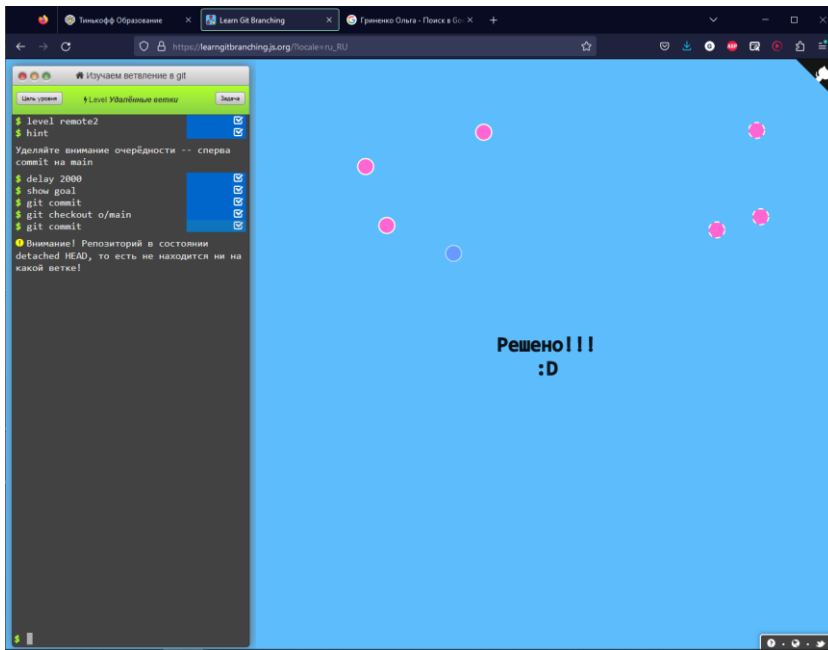 Тинькофф Образование
Learn Git Branching
Гриненко Ольга - Поиск в Goo
https://learngitbranching.js.org/?locale=ru_RU
Изучаем ветвление в git
Цель уровня
Level Удалённые ветки
Задача
$ level remote2
$ hint
Уделяйте внимание очерёдности -- сперва
commit на main
$ delay 2000
$ show goal
$ git commit
$ git checkout o/main
$ git commit
Внимание! Репозиторий в состоянии
detached HEAD, то есть не находится ни на
какой ветке!
Решено!!!
:D
$